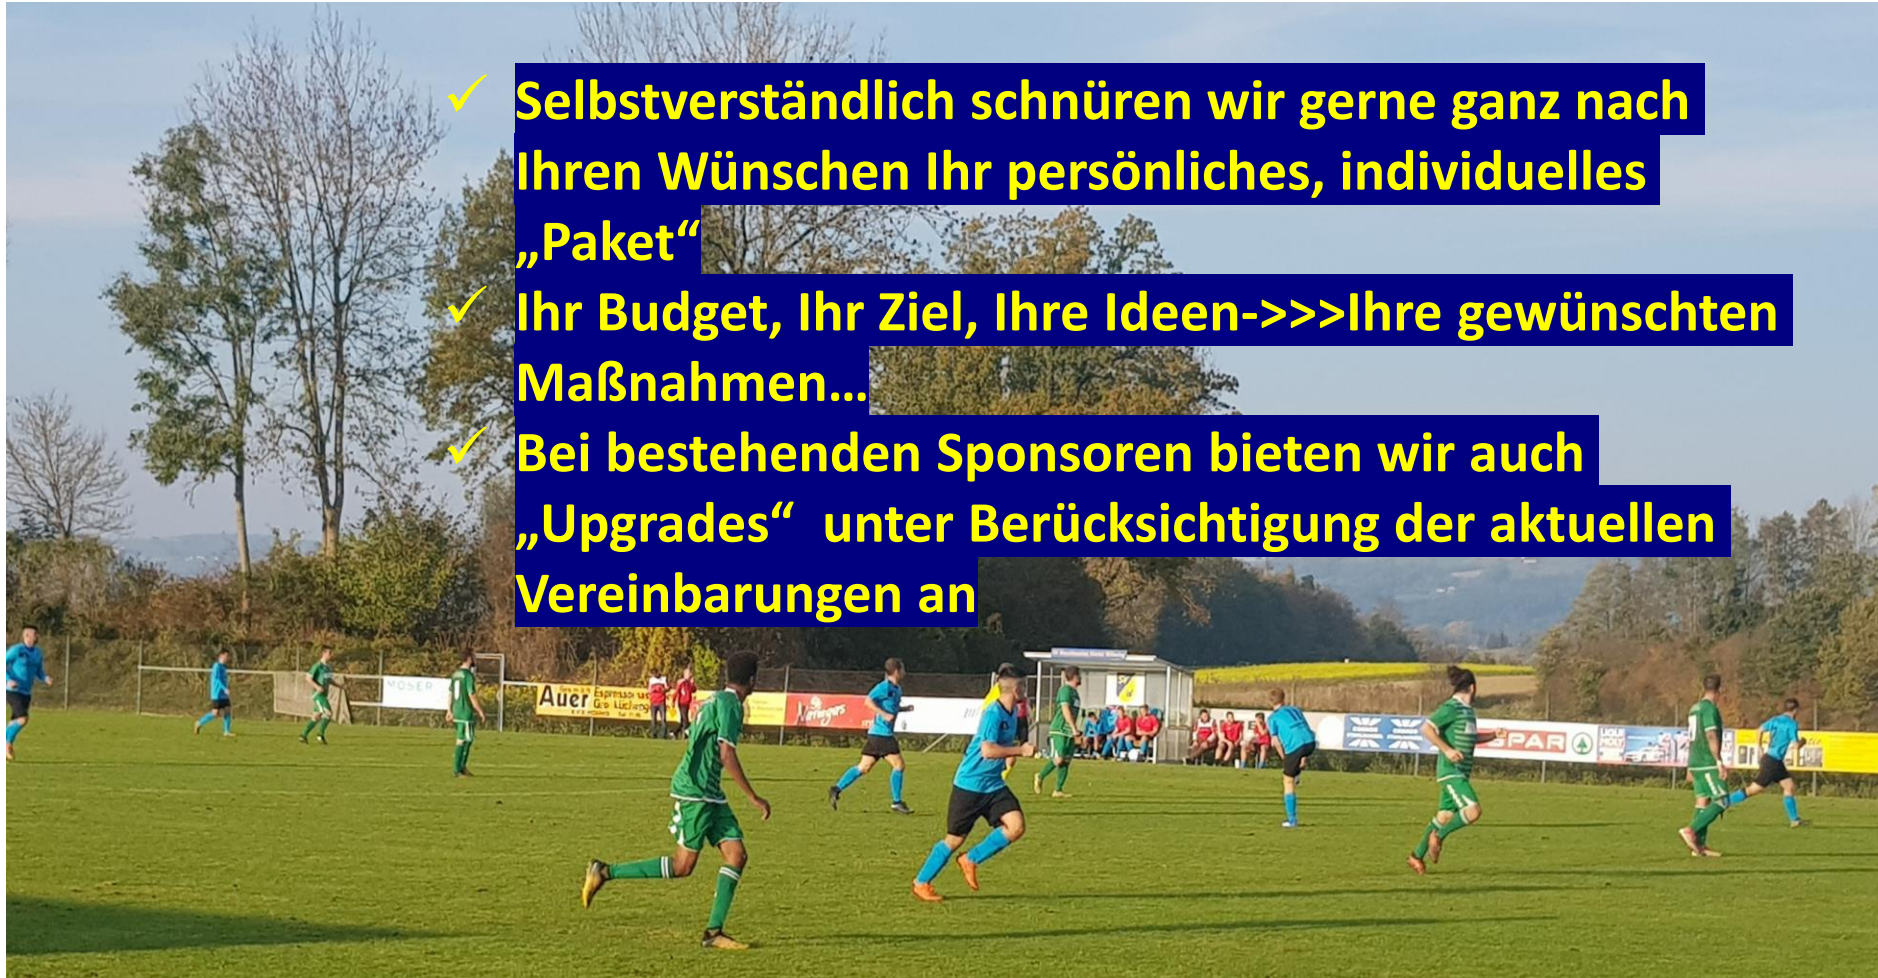 ✓ Selbstverständlich schnüren wir gerne ganz nach
Ihren Wünschen Ihr persönliches, individuelles
„Paket“
✓ Ihr Budget, Ihr Ziel, Ihre Ideen->>>Ihre gewünschten
Maßnahmen...
✓ Bei bestehenden Sponsoren bieten wir auch
„Upgrades“  unter Berücksichtigung der aktuellen
Vereinbarungen an
MOSER
Auer
SPAR